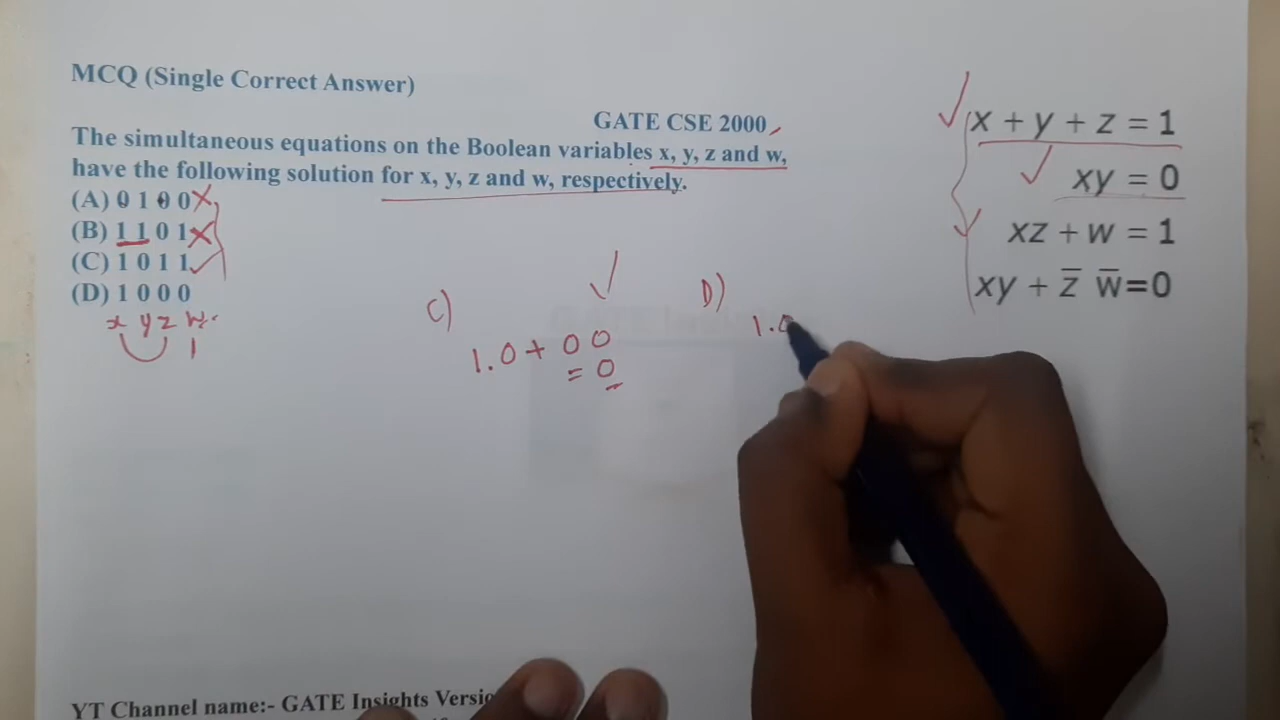 MCQ (Single Correct Answer)
GATE CSE 2000
The simultaneous equations on the Boolean variables x, y, z and w,
have the following solution for x, y, z and w, respectively.
(A) 0 1 0 0
(B) 1 1 0 1
(C) 1 0 1 1
(D) 1 0 0 0
x y z w
1
x + y + z = 1
xy = 0
xz + w = 1
xy + z̅ w̅=0
C)
1.0 + 0 0
= 0
D)
1.0
YT Channel name:- GATE Insights